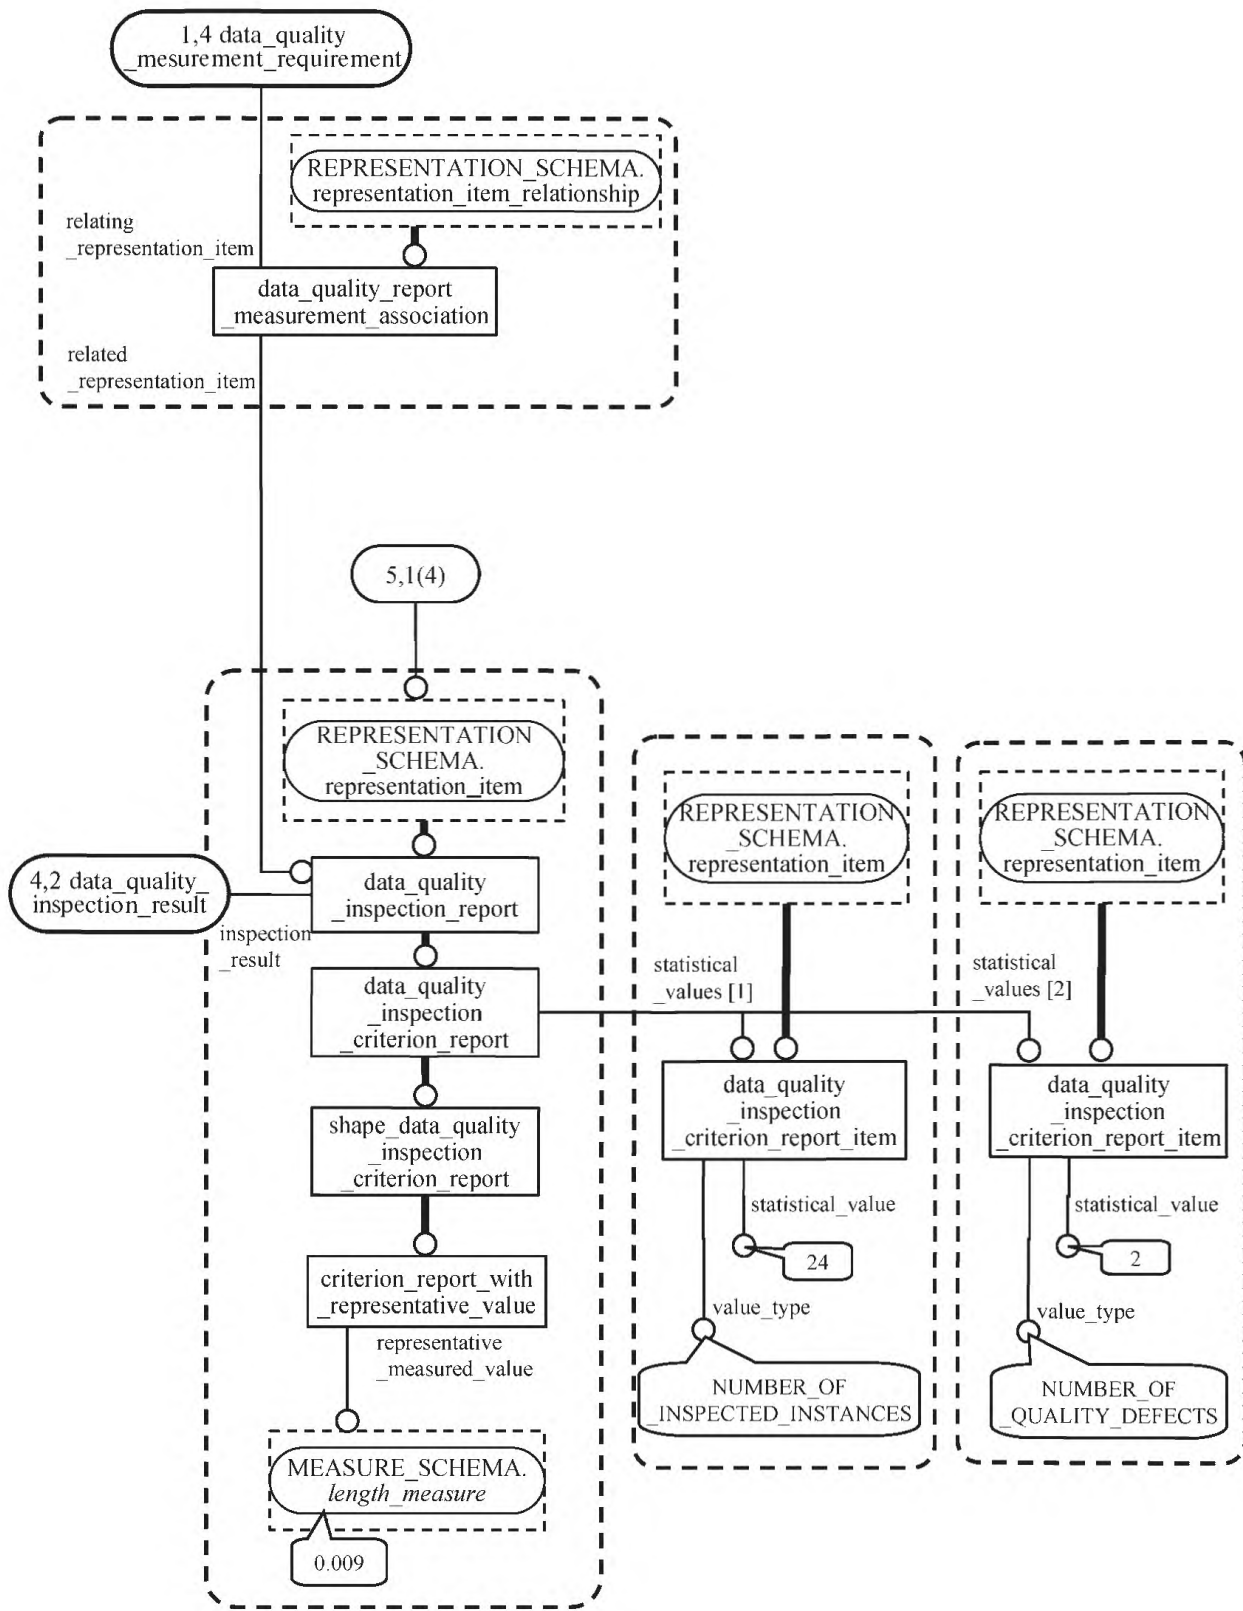 1,4 data_quality
_mesurement_requirement
REPRESENTATION_SCHEMA.
representation_item_relationship
relating
_representation_item
data_quality_report
_measurement_association
related
_representation_item
5,1(4)
REPRESENTATION
_SCHEMA.
representation_item
4,2 data_quality_
inspection_result
data_quality
_inspection_report
inspection
_result
data_quality
_inspection
_criterion_report
shape_data_quality
_inspection
_criterion_report
criterion_report_with
_representative_value
representative
_measured_value
MEASURE_SCHEMA.
length_measure
0.009
REPRESENTATION
_SCHEMA.
representation_item
statistical
_values [1]
data_quality
_inspection
_criterion_report_item
statistical_value
24
value_type
NUMBER_OF
_INSPECTED_INSTANCES
REPRESENTATION
_SCHEMA.
representation_item
statistical
_values [2]
data_quality
_inspection
_criterion_report_item
statistical_value
2
value_type
NUMBER_OF
_QUALITY_DEFECTS